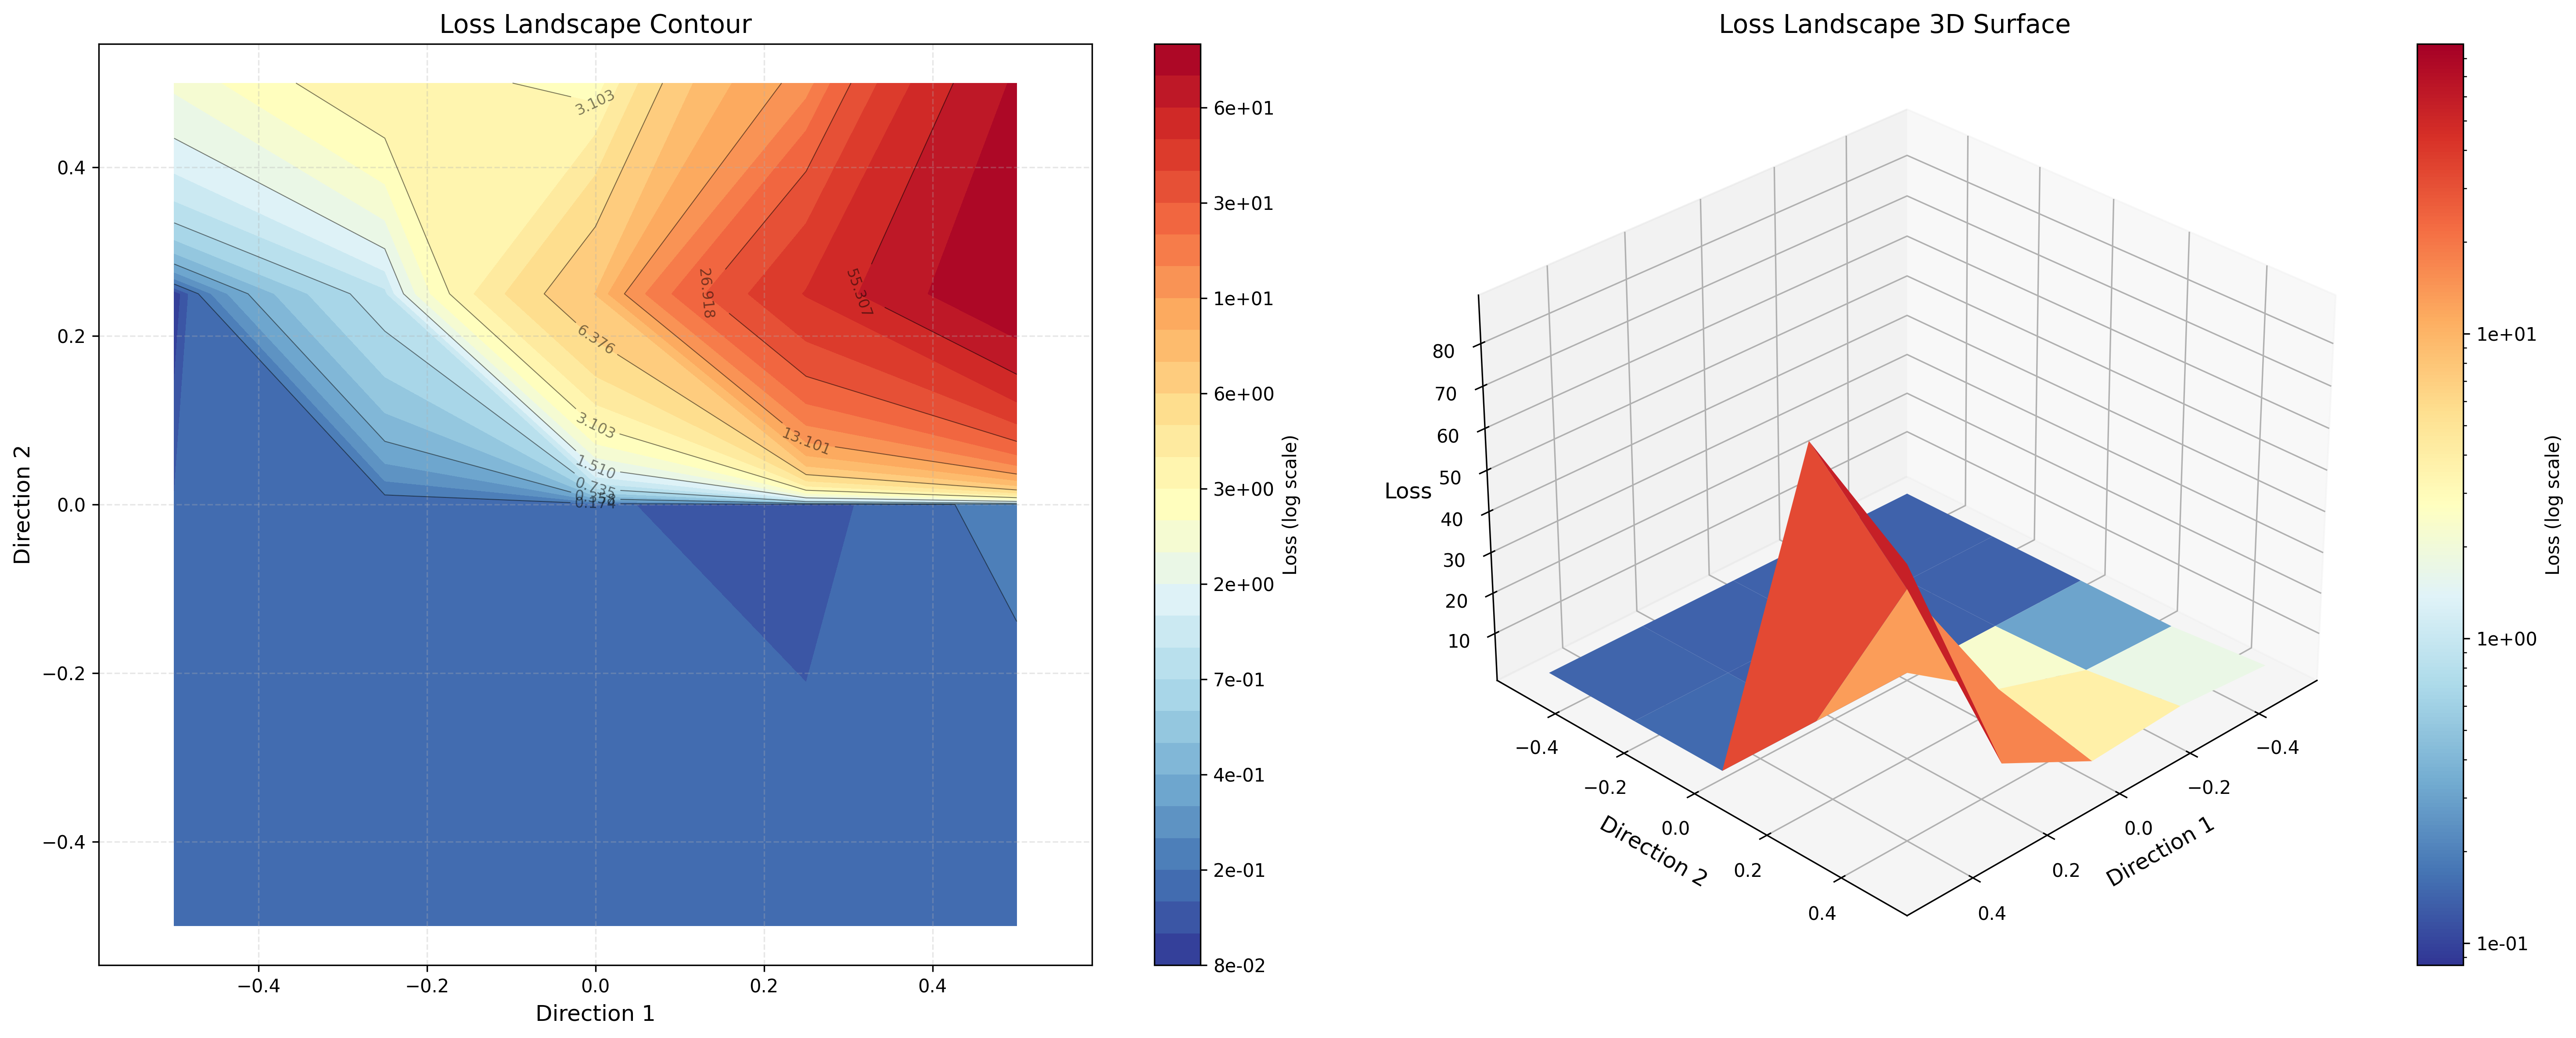 Loss Landscape Contour
3.103
26.918
55.307
6.376
3.103
13.101
1.510
0.735
0.174
0.4
0.2
0.0
−0.2
−0.4
Direction 2
−0.4
−0.2
0.0
0.2
0.4
Direction 1
6e+01
3e+01
1e+01
6e+00
3e+00
2e+00
7e-01
4e-01
2e-01
8e-02
Loss (log scale)
Loss Landscape 3D Surface
80
70
60
50
40
30
20
10
Loss
−0.4
−0.2
0.0
0.2
0.4
Direction 2
−0.4
−0.2
0.0
0.2
0.4
Direction 1
1e+01
1e+00
1e-01
Loss (log scale)